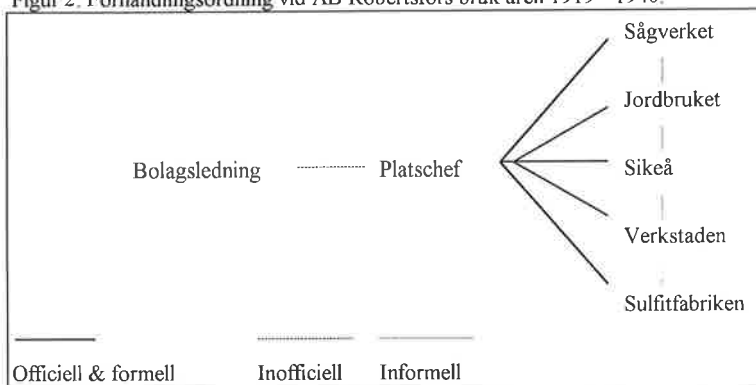 Figur 2. Förhandlingsordning vid AB Robertsfors bruk åren 1919 - 1940.
Sågverket
Jordbruket
Bolagsledning
Platschef
Sikeå
Verkstaden
Sulfitfabriken
Officiell & formell
Inofficiell
Informell